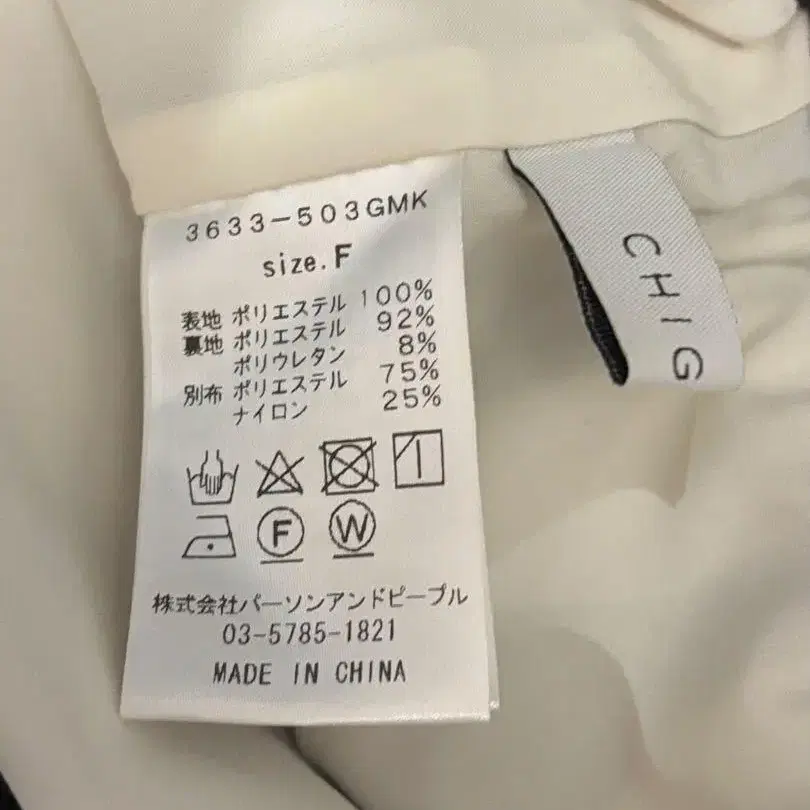 3633-503GMK
size.F
表地 ポリエステル 100%
裏地 ポリエステル 92%
ポリウレタン 8%
別布 ポリエステル 75%
ナイロン 25%
F W
株式会社パーソンアンドピープル
03-5785-1821
MADE IN CHINA
CHIG